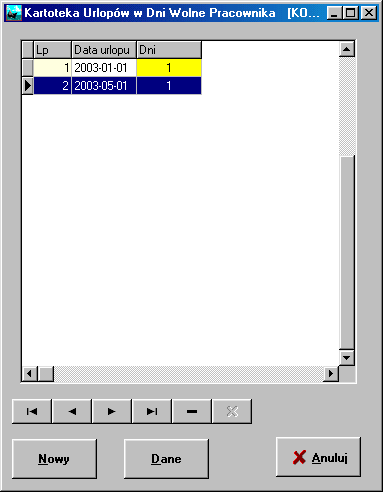 Kartoteka Urlopów w Dni Wolne Pracownika [KO...
Lp Data urlopu Dni
1 2003-01-01 1
2 2003-05-01 1
Nowy Dane Anuluj